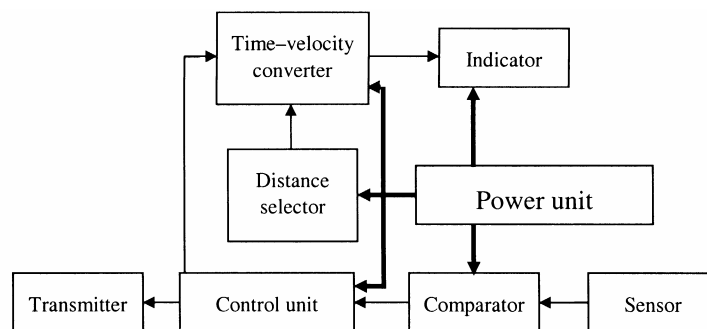 Time–velocity
converter
Indicator
Distance
selector
Power unit
Transmitter
Control unit
Comparator
Sensor